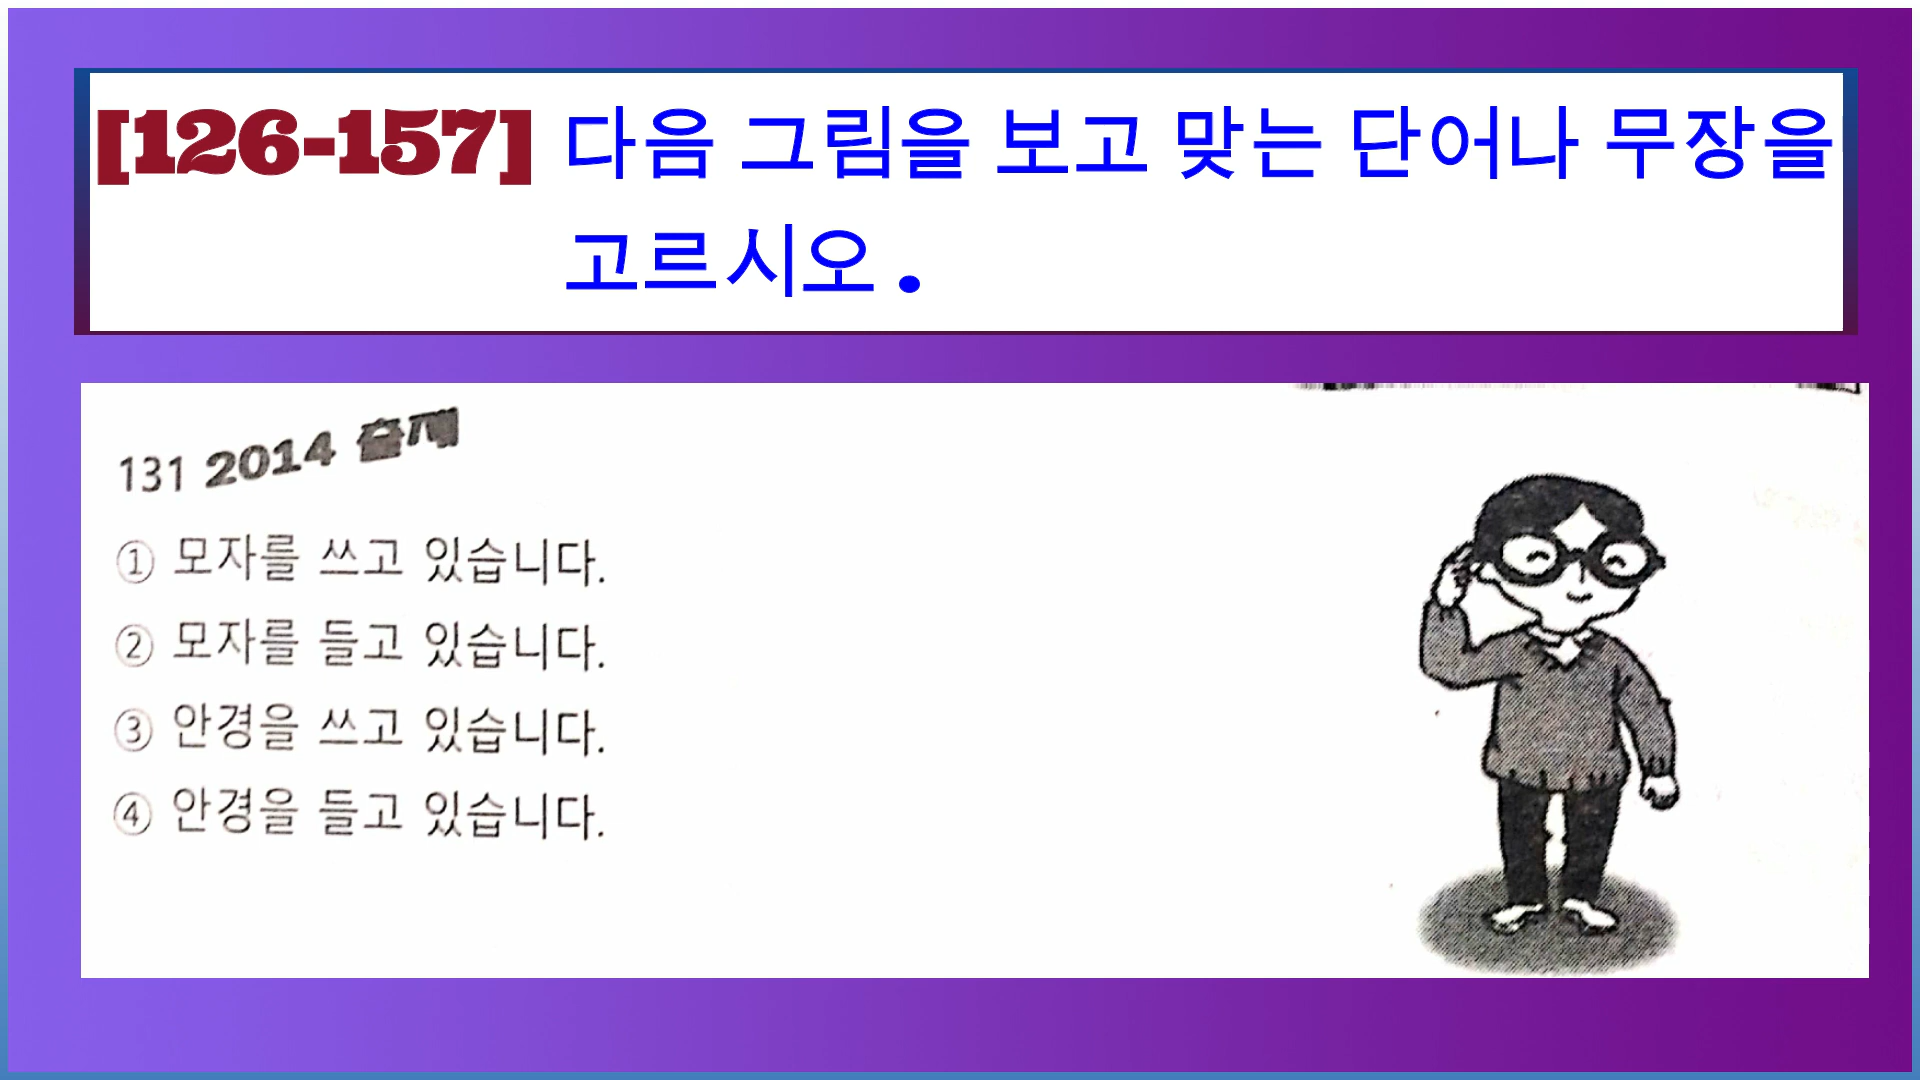 [126-157] 다음 그림을 보고 맞는 단어나 무장을
고르시오.
131 2014 출제
① 모자를 쓰고 있습니다.
② 모자를 들고 있습니다.
③ 안경을 쓰고 있습니다.
④ 안경을 들고 있습니다.